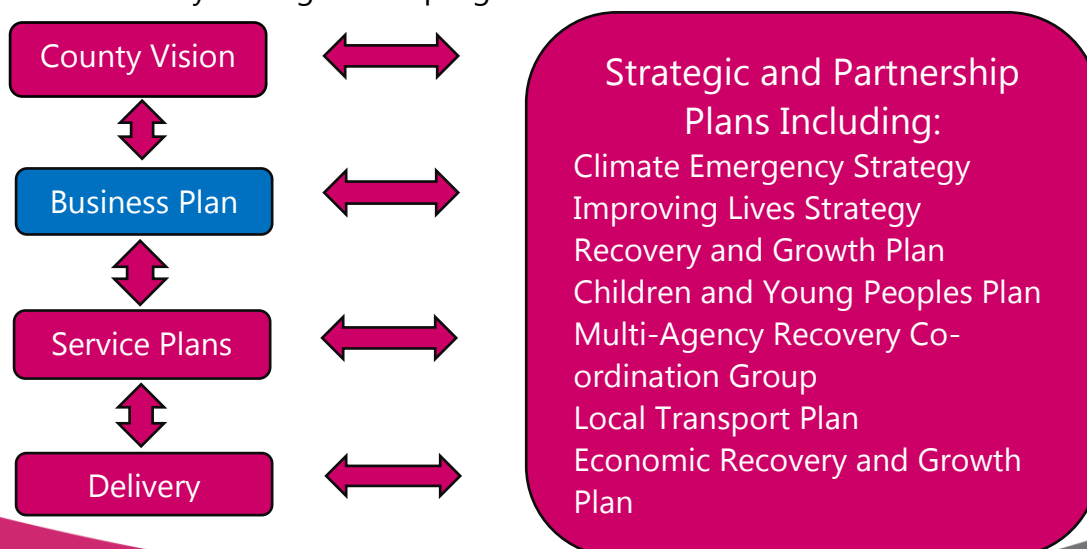 County Vision
Business Plan
Service Plans
Delivery
Strategic and Partnership
Plans Including:
Climate Emergency Strategy
Improving Lives Strategy
Recovery and Growth Plan
Children and Young Peoples Plan
Multi-Agency Recovery Co-
ordination Group
Local Transport Plan
Economic Recovery and Growth
Plan